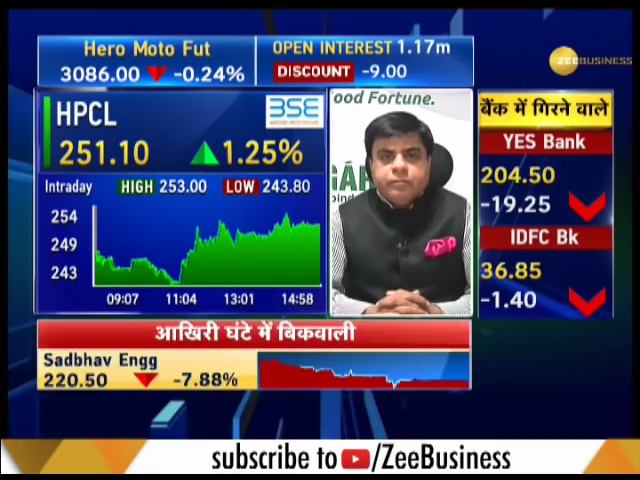 Hero Moto Fut
3086.00 -0.24%
OPEN INTEREST 1.17m
DISCOUNT -9.00
ZEEBUSINESS
HPCL
BSE
251.10 1.25%
Intraday HIGH 253.00 LOW 243.80
254
249
243
09:07 11:04 13:01 14:58
ood Fortune.
बैंक में गिरने वाले
YES Bank
204.50
-19.25
IDFC Bk
36.85
-1.40
आखिरी घंटे में बिकवाली
Sadbhav Engg
220.50 -7.88%
subscribe to /ZeeBusiness